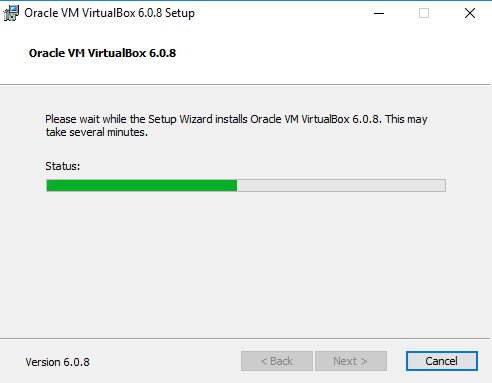 Oracle VM VirtualBox 6.0.8 Setup
Oracle VM VirtualBox 6.0.8
Please wait while the Setup Wizard installs Oracle VM VirtualBox 6.0.8. This may
take several minutes.
Status:
Version 6.0.8
< Back
Next >
Cancel